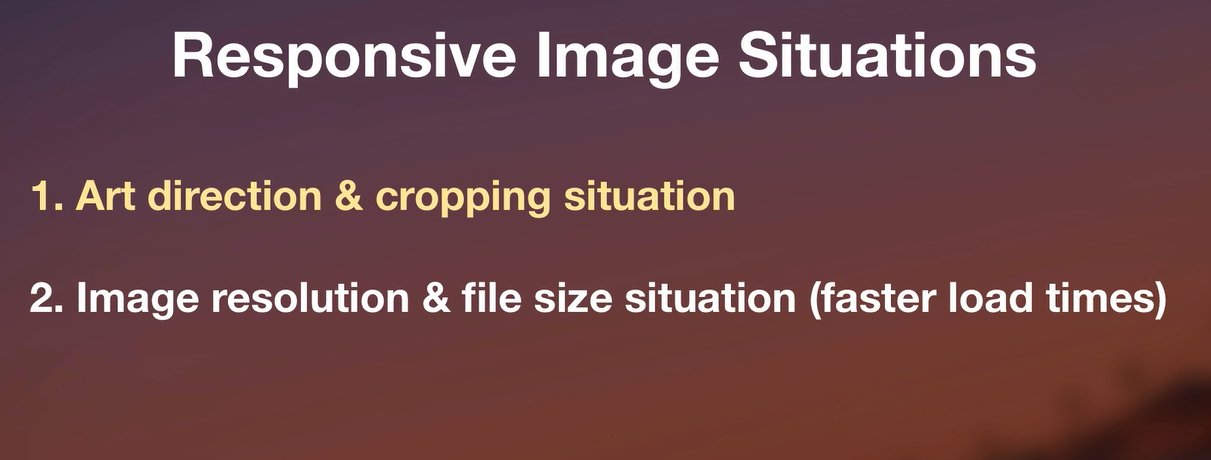 Responsive Image Situations
1. Art direction & cropping situation
2. Image resolution & file size situation (faster load times)